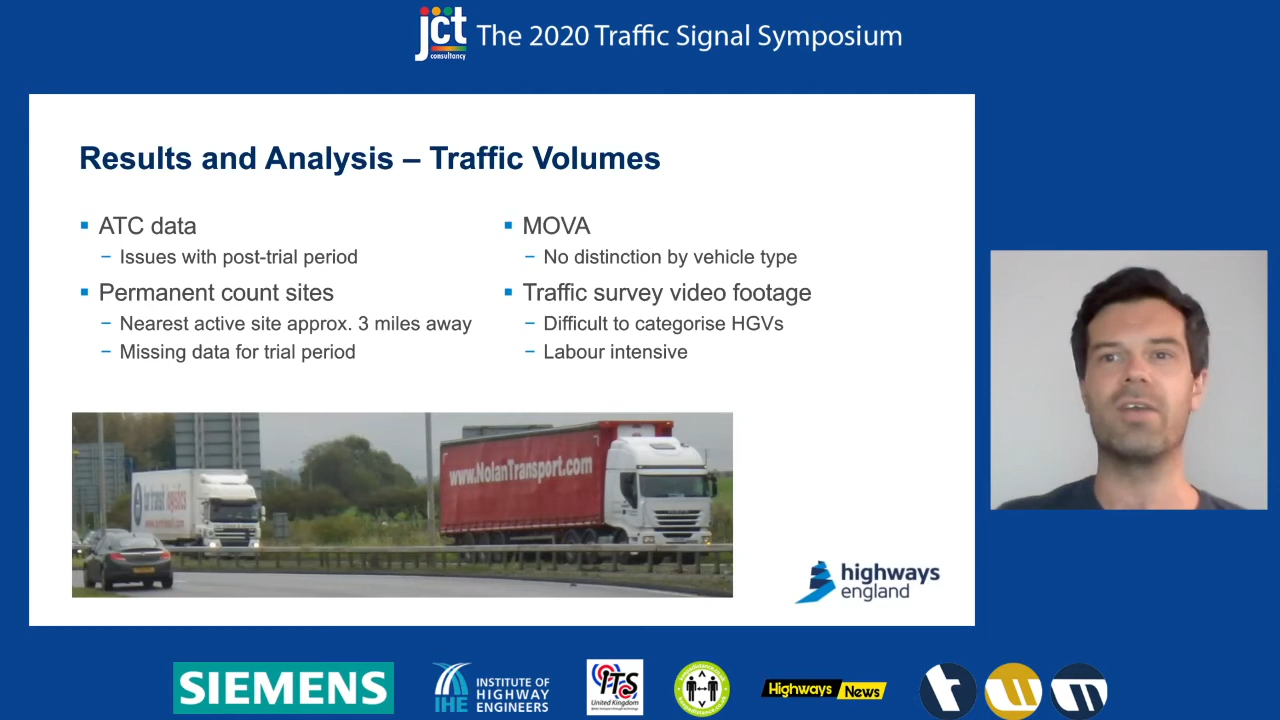 jct
consultancy
The 2020 Traffic Signal Symposium
Results and Analysis – Traffic Volumes
ATC data
– Issues with post-trial period
Permanent count sites
– Nearest active site approx. 3 miles away
– Missing data for trial period
MOVA
– No distinction by vehicle type
Traffic survey video footage
– Difficult to categorise HGVs
– Labour intensive
www.NolanTransport.com
highways
england
SIEMENS
IHE
INSTITUTE OF
HIGHWAY
ENGINEERS
ITS
United Kingdom
Highways News